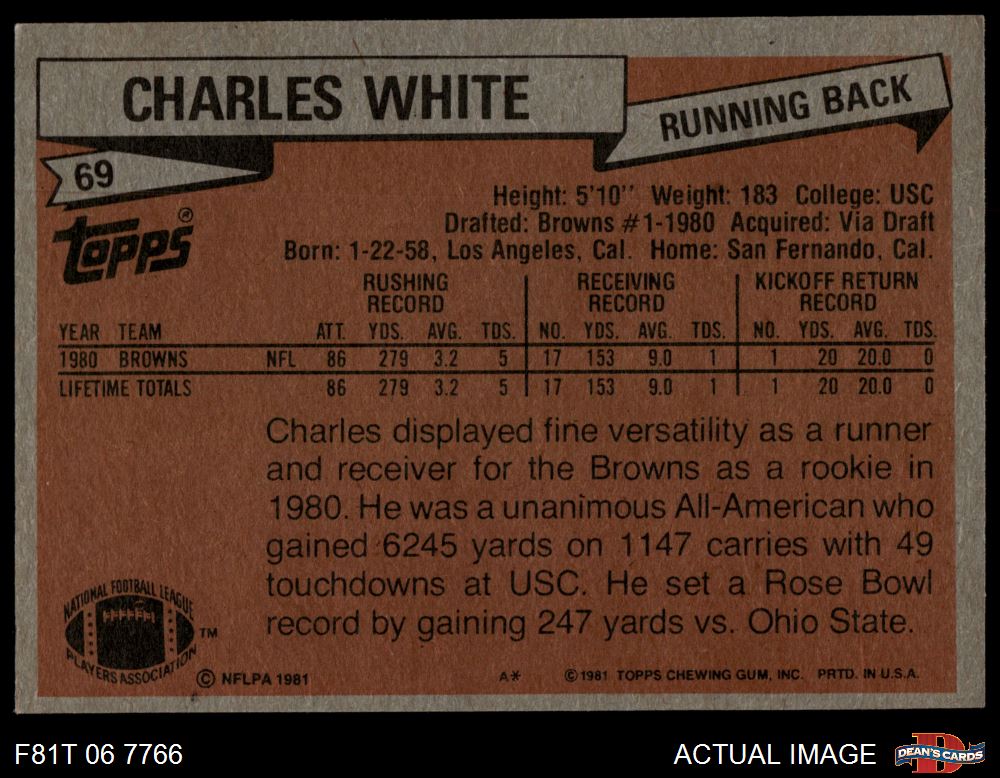 CHARLES WHITE
RUNNING BACK
69
topps®
Height: 5'10'' Weight: 183 College: USC
Drafted: Browns #1-1980 Acquired: Via Draft
Born: 1-22-58, Los Angeles, Cal. Home: San Fernando, Cal.
RUSHING RECORD RECEIVING RECORD KICKOFF RETURN RECORD
YEAR TEAM ATT. YDS. AVG. TDS. NO. YDS. AVG. TDS. NO. YDS. AVG. TDS.
1980 BROWNS NFL 86 279 3.2 5 17 153 9.0 1 1 20 20.0 0
LIFETIME TOTALS 86 279 3.2 5 17 153 9.0 1 1 20 20.0 0
Charles displayed fine versatility as a runner
and receiver for the Browns as a rookie in
1980. He was a unanimous All-American who
gained 6245 yards on 1147 carries with 49
touchdowns at USC. He set a Rose Bowl
record by gaining 247 yards vs. Ohio State.
NATIONAL FOOTBALL LEAGUE
PLAYERS ASSOCIATION
TM
© NFLPA 1981 A* ©1981 TOPPS CHEWING GUM, INC. PRTD. IN U.S.A.
F81T 06 7766 ACTUAL IMAGE DEAN'S CARDS